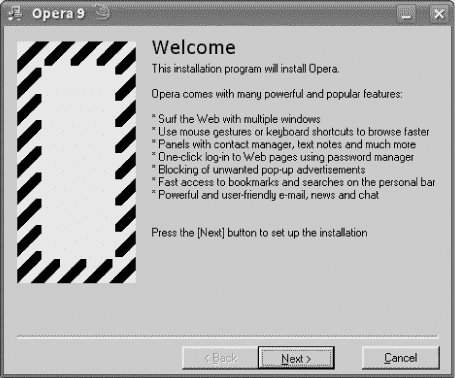 Opera 9
Welcome
This installation program will install Opera.
Opera comes with many powerful and popular features:
* Surf the Web with multiple windows
* Use mouse gestures or keyboard shortcuts to browse faster
* Panels with contact manager, text notes and much more
* One-click log-in to Web pages using password manager
* Blocking of unwanted pop-up advertisements
* Fast access to bookmarks and searches on the personal bar
* Powerful and user-friendly e-mail, news and chat
Press the [Next] button to set up the installation
< Back Next > Cancel